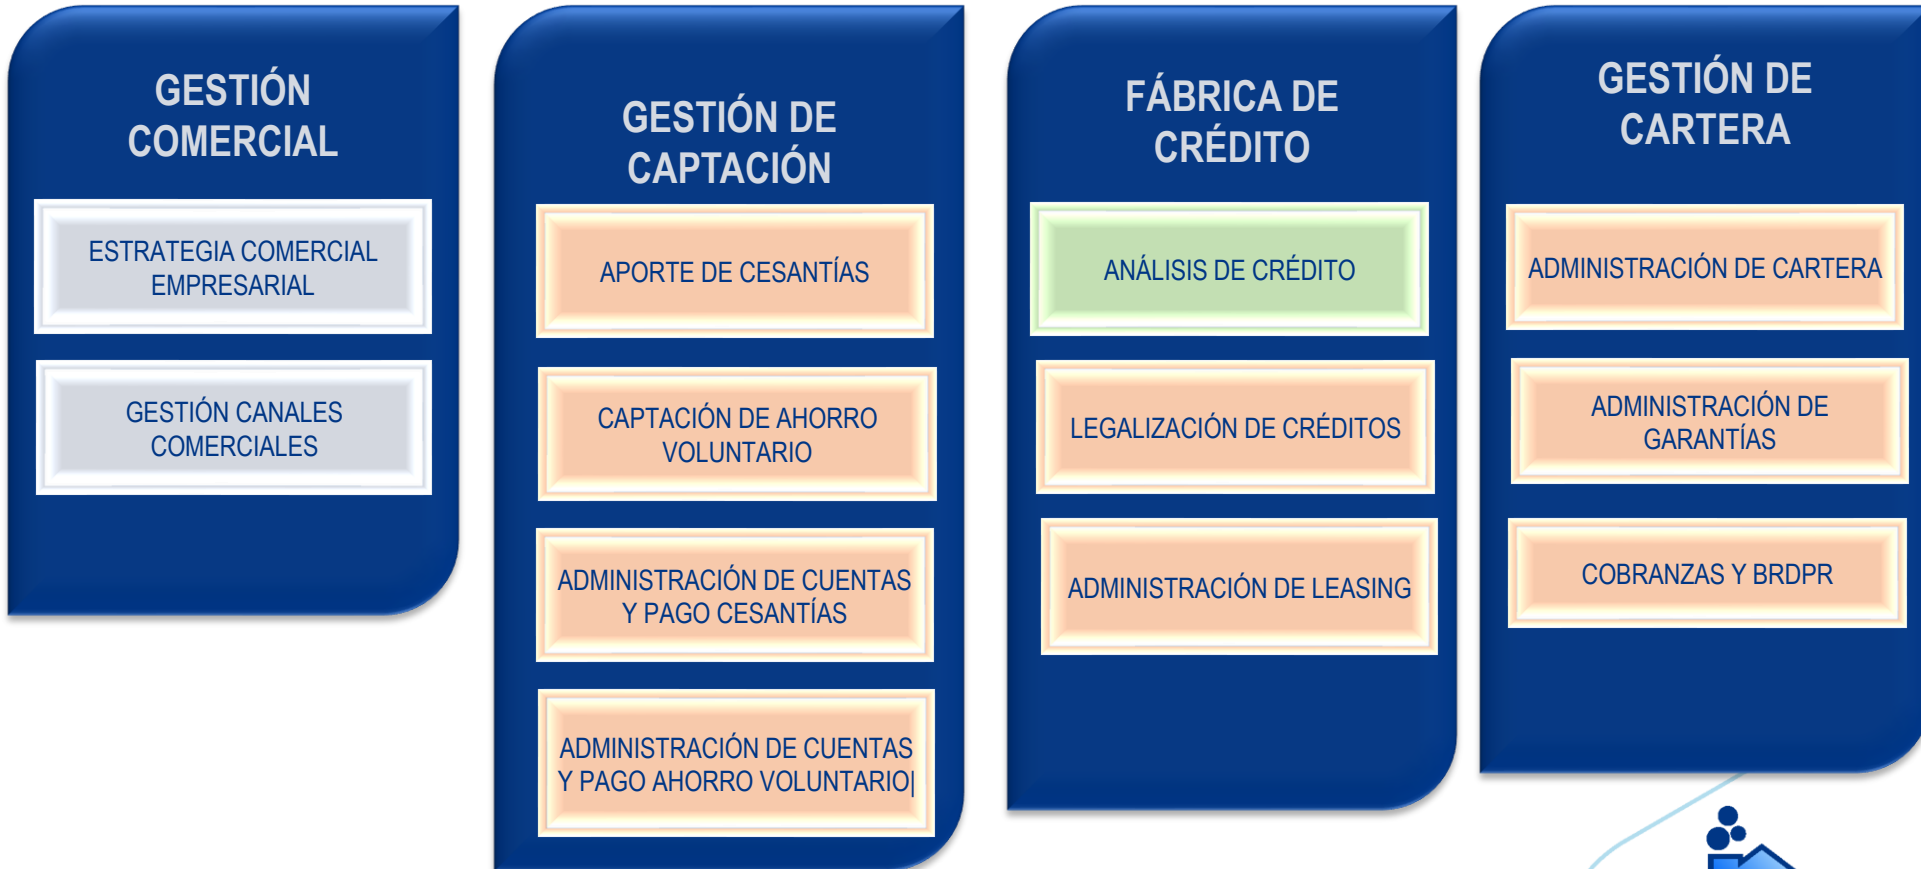 GESTIÓN
COMERCIAL
ESTRATEGIA COMERCIAL
EMPRESARIAL
GESTIÓN CANALES
COMERCIALES
GESTIÓN DE
CAPTACIÓN
APORTE DE CESANTÍAS
CAPTACIÓN DE AHORRO
VOLUNTARIO
ADMINISTRACIÓN DE CUENTAS
Y PAGO CESANTÍAS
ADMINISTRACIÓN DE CUENTAS
Y PAGO AHORRO VOLUNTARIO|
FÁBRICA DE
CRÉDITO
ANÁLISIS DE CRÉDITO
LEGALIZACIÓN DE CRÉDITOS
ADMINISTRACIÓN DE LEASING
GESTIÓN DE
CARTERA
ADMINISTRACIÓN DE CARTERA
ADMINISTRACIÓN DE
GARANTÍAS
COBRANZAS Y BRDPR